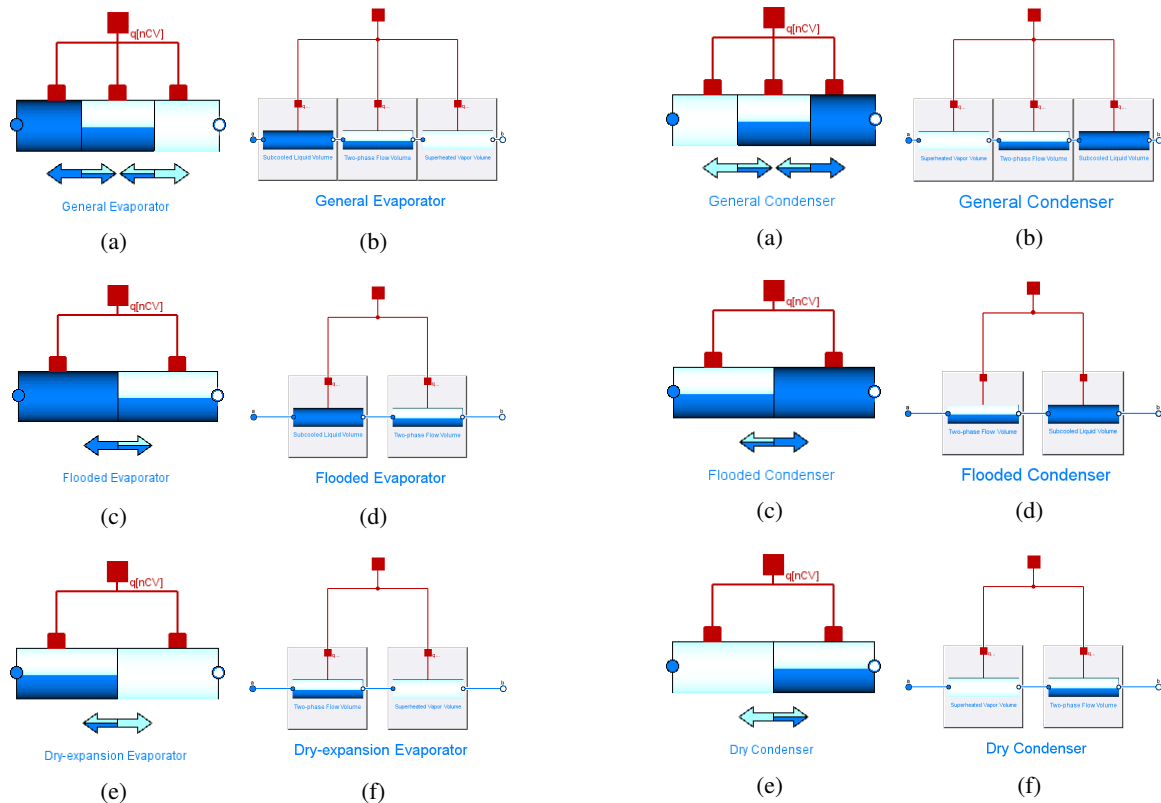 q[nCV]
General Evaporator
(a)
q...
q...
q...
a
b
Subcooled Liquid Volume
Two-phase Flow Volume
Superheated Vapor Volume
General Evaporator
(b)
q[nCV]
General Condenser
(a)
q...
q...
q...
a
b
Superheated Vapor Volume
Two-phase Flow Volume
Subcooled Liquid Volume
General Condenser
(b)
q[nCV]
Flooded Evaporator
(c)
q...
q...
a
b
Subcooled Liquid Volume
Two-phase Flow Volume
Flooded Evaporator
(d)
q[nCV]
Flooded Condenser
(c)
q...
q...
a
b
Two-phase Flow Volume
Subcooled Liquid Volume
Flooded Condenser
(d)
q[nCV]
Dry-expansion Evaporator
(e)
q...
q...
a
b
Two-phase Flow Volume
Superheated Vapor Volume
Dry-expansion Evaporator
(f)
q[nCV]
Dry Condenser
(e)
q...
q...
a
b
Superheated Vapor Volume
Two-phase Flow Volume
Dry Condenser
(f)